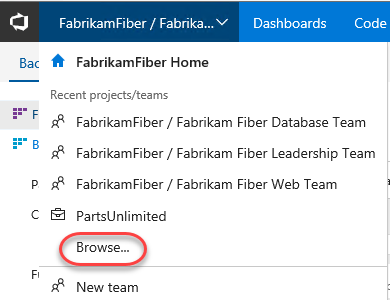 FabrikamFiber / Fabrika... Dashboards Code
Bac
FabrikamFiber Home
Recent projects/teams
F
FabrikamFiber / Fabrikam Fiber Database Team
B
FabrikamFiber / Fabrikam Fiber Leadership Team
P
FabrikamFiber / Fabrikam Fiber Web Team
C
PartsUnlimited
Browse...
Fu
New team